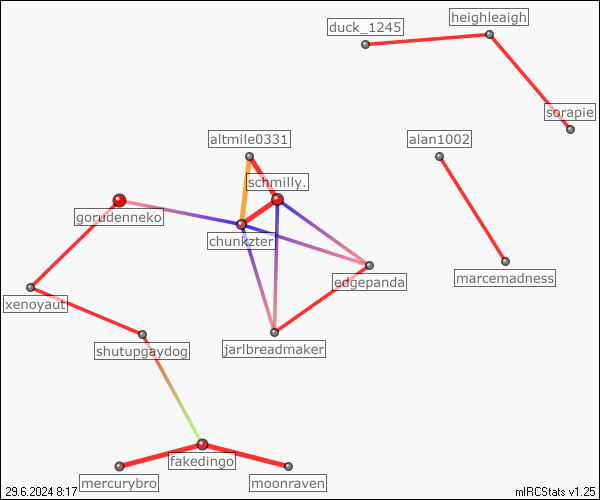 heighleaigh
duck_1245
sorapie
altmile0331
alan1002
schmilly.
gorudenneko
chunkzter
marcemadness
edgepanda
xenoyaut
shutupgaydog
jarlbreadmaker
fakedingo
mercurybro
moonraven
29.6.2024 8:17
mIRCStats v1.25